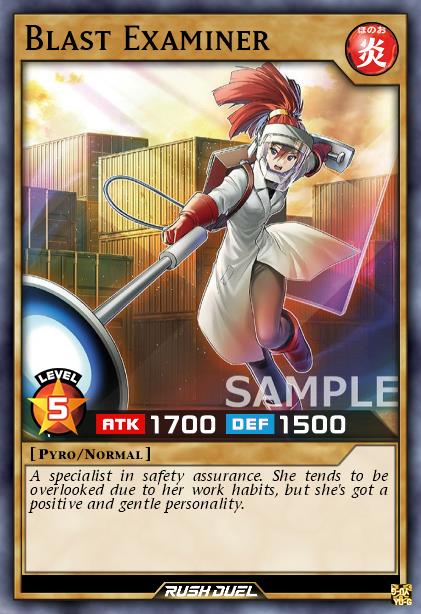 BLAST EXAMINER
ほのお
炎
SAMPLE
LEVEL
5
ATK 1700 DEF 1500
[PYRO/NORMAL]
A specialist in safety assurance. She tends to be
overlooked due to her work habits, but she's got a
positive and gentle personality.
RUSH DUEL